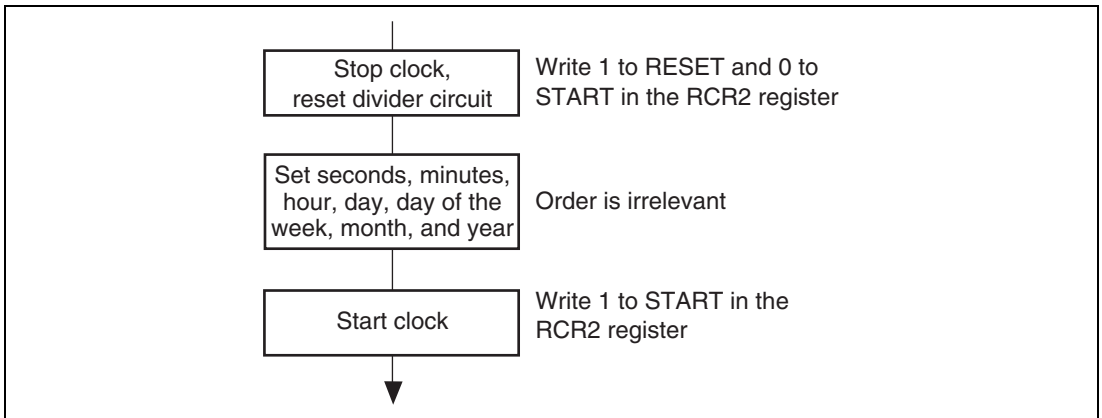 Stop clock,
reset divider circuit
Write 1 to RESET and 0 to
START in the RCR2 register
Set seconds, minutes,
hour, day, day of the
week, month, and year
Order is irrelevant
Start clock
Write 1 to START in the
RCR2 register